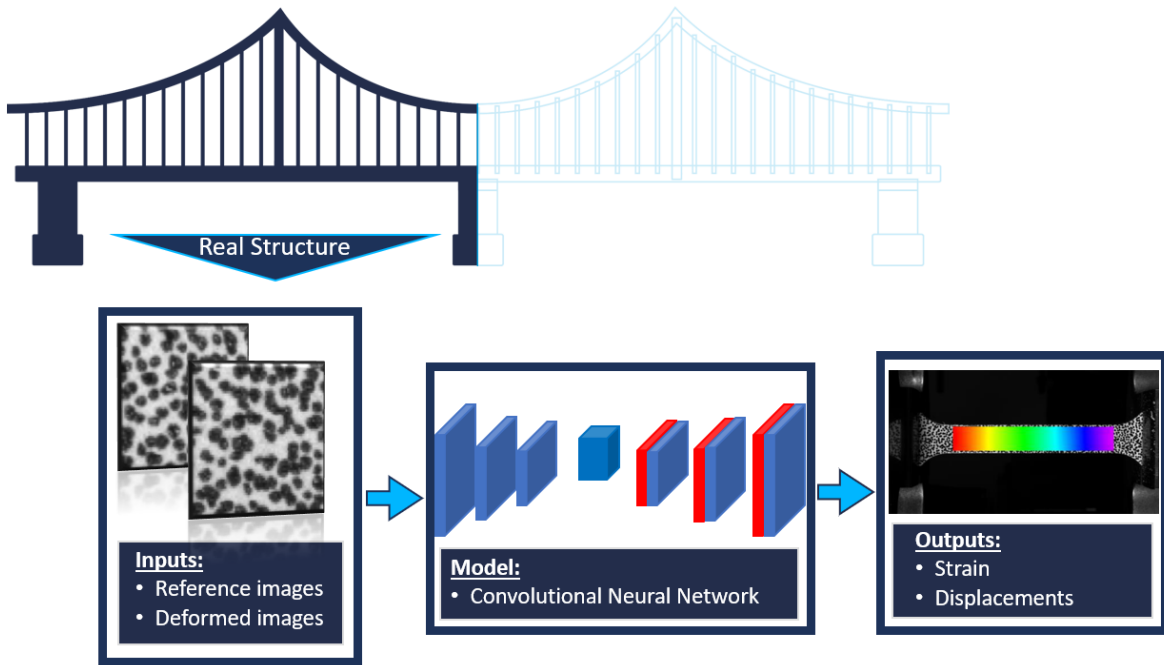 Real Structure
Inputs:
• Reference images
• Deformed images
Model:
• Convolutional Neural Network
Outputs:
• Strain
• Displacements